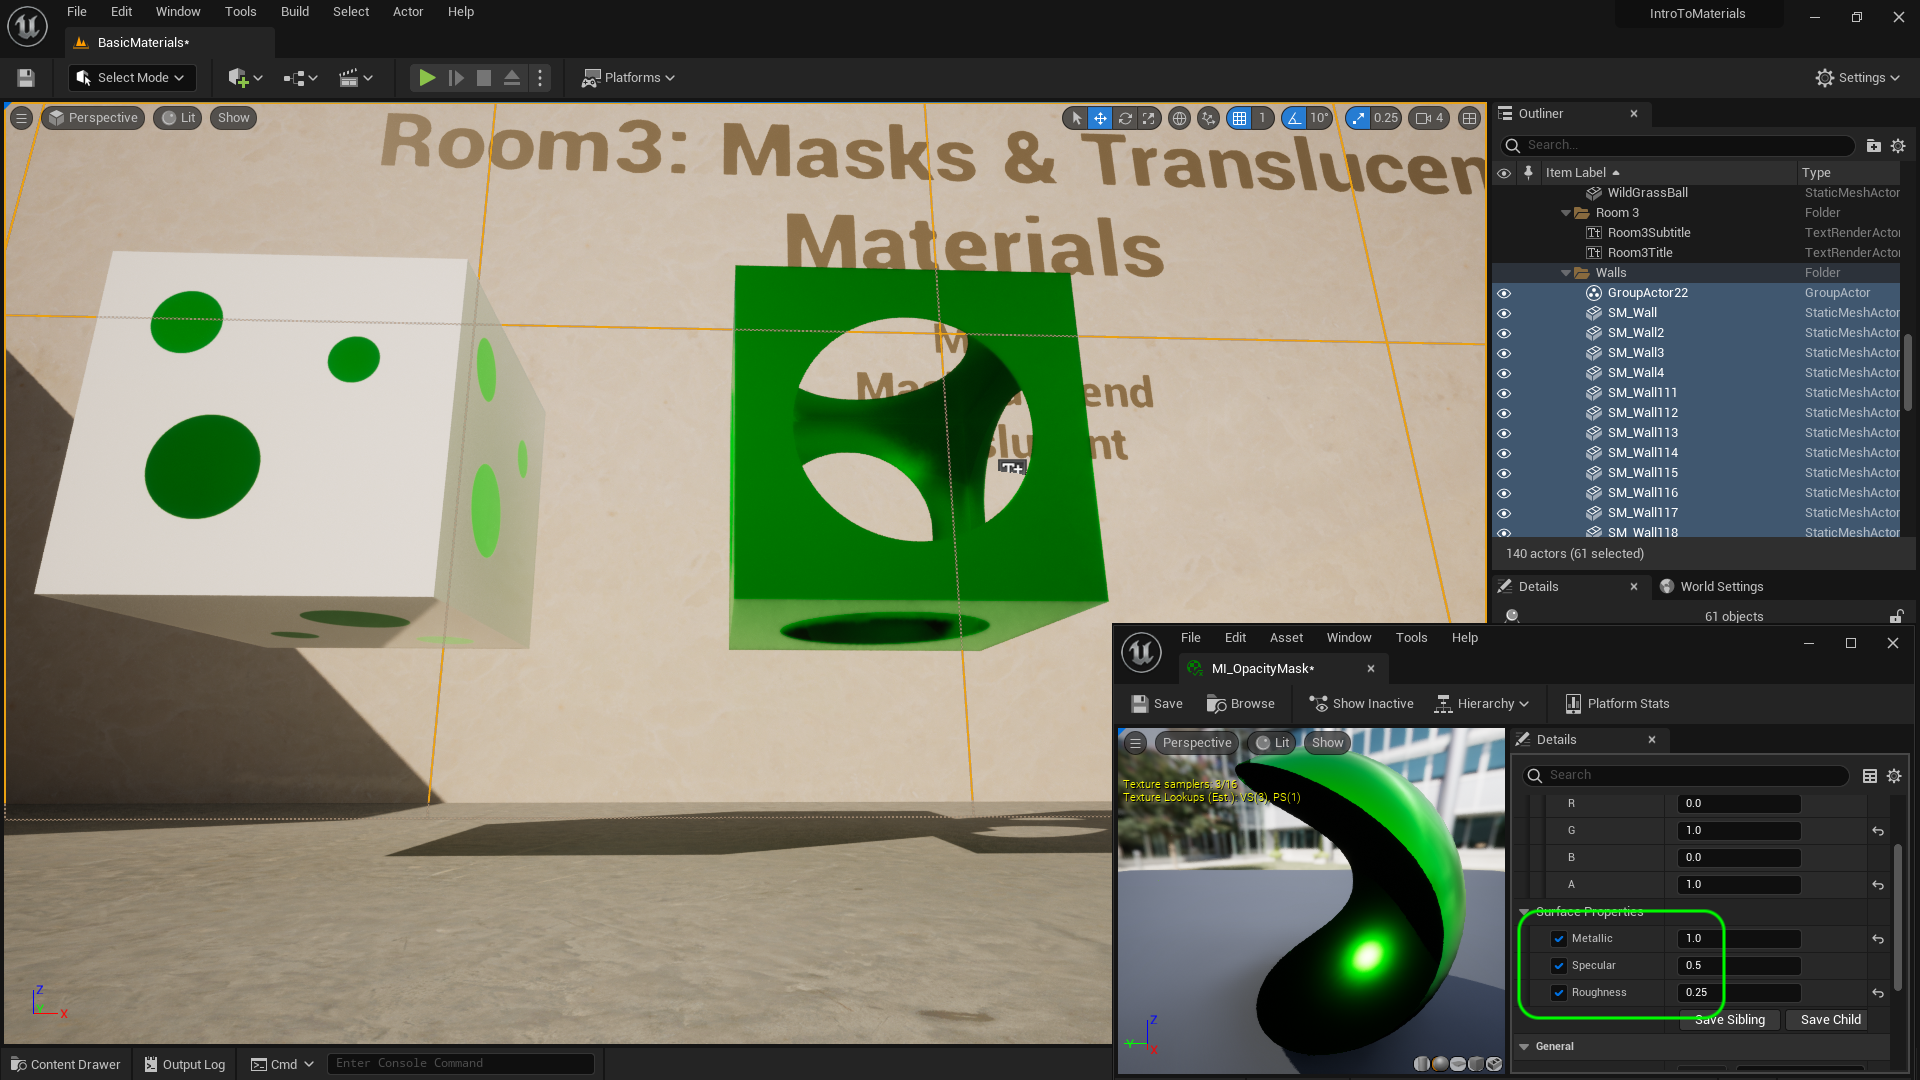 File Edit Window Tools Build Select Actor Help
IntroToMaterials
BasicMaterials*
Select Mode
Platforms
Settings
Perspective Lit Show
1 10° 0.25 4
Room3: Masks & Translucen
Materials
Z
X
Outliner
Search...
Item Label Type
WildGrassBall StaticMeshActor
Room 3 Folder
Room3Subtitle TextRenderActor
Room3Title TextRenderActor
Walls Folder
GroupActor22 GroupActor
SM_Wall StaticMeshActor
SM_Wall2 StaticMeshActor
SM_Wall3 StaticMeshActor
SM_Wall4 StaticMeshActor
SM_Wall111 StaticMeshActor
SM_Wall112 StaticMeshActor
SM_Wall113 StaticMeshActor
SM_Wall114 StaticMeshActor
SM_Wall115 StaticMeshActor
SM_Wall116 StaticMeshActor
SM_Wall117 StaticMeshActor
SM_Wall118 StaticMeshActor
140 actors (61 selected)
Details World Settings
61 objects
File Edit Asset Window Tools Help
MI_OpacityMask*
Save Browse Show Inactive Hierarchy Platform Stats
Perspective Lit Show
Texture samplers: 3/16
Texture Lookups (Est.): VS(3), PS(1)
Z
Y
X
Details
Search
R 0.0
G 1.0
B 0.0
A 1.0
Surface Properties
Metallic 1.0
Specular 0.5
Roughness 0.25
Save Sibling Save Child
General
Content Drawer Output Log Cmd Enter Console Command